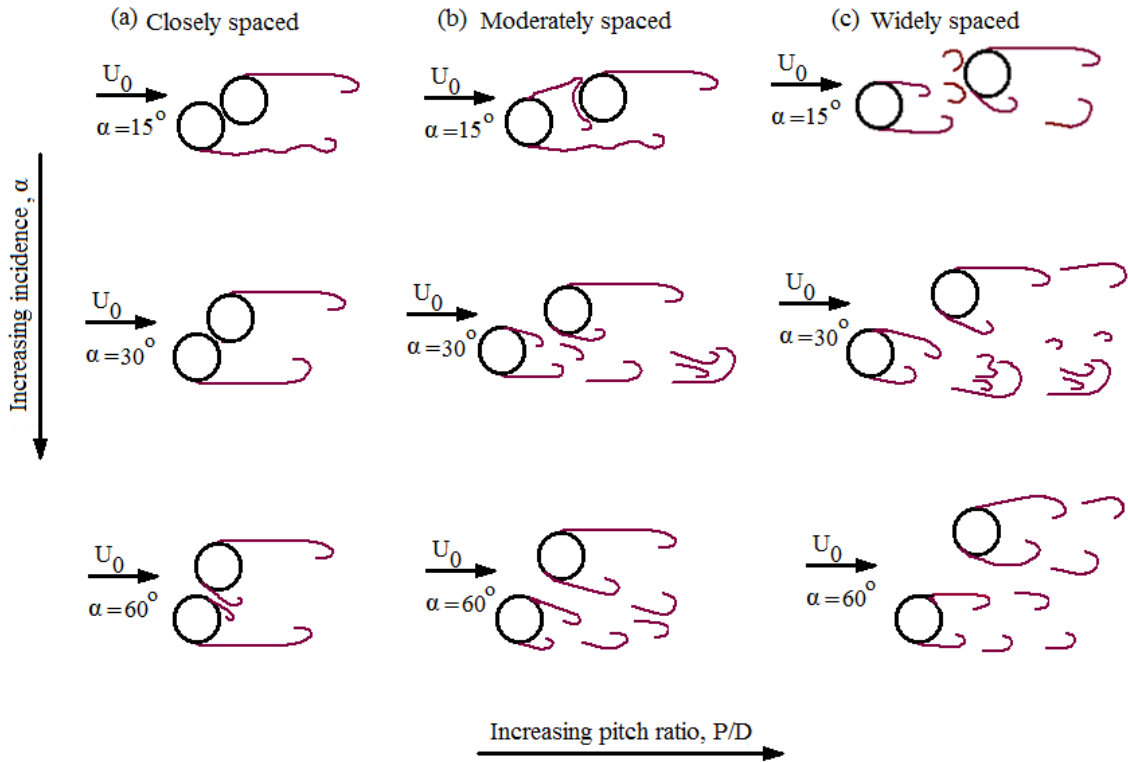 (a) Closely spaced
(b) Moderately spaced
(c) Widely spaced
U0
α=15°
U0
α=15°
U0
α=15°
Increasing incidence, α
U0
α=30°
U0
α=30°
U0
α=30°
U0
α=60°
U0
α=60°
U0
α=60°
Increasing pitch ratio, P/D